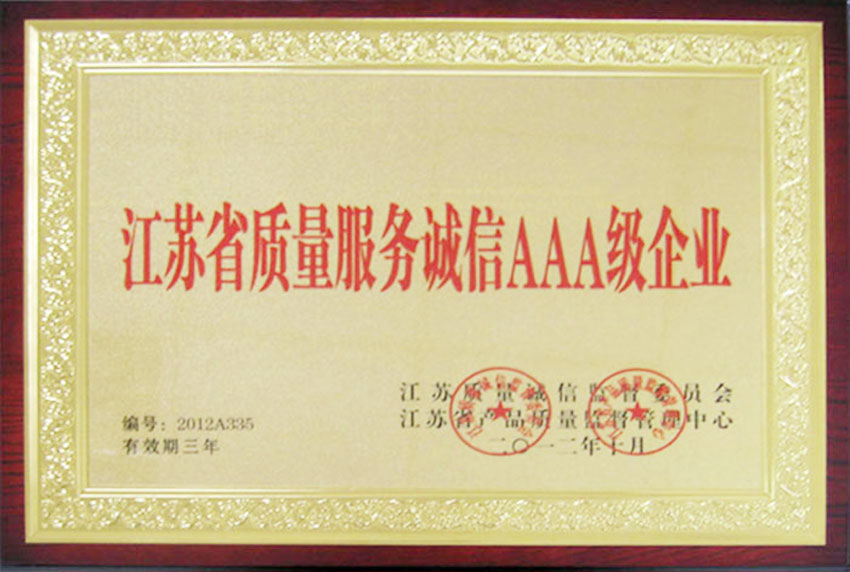 江苏省质量服务诚信AAA级企业
江苏质量诚信监督委员会
江苏省产品质量监督管理中心
二〇一二年十月
编号：2012A335
有效期三年